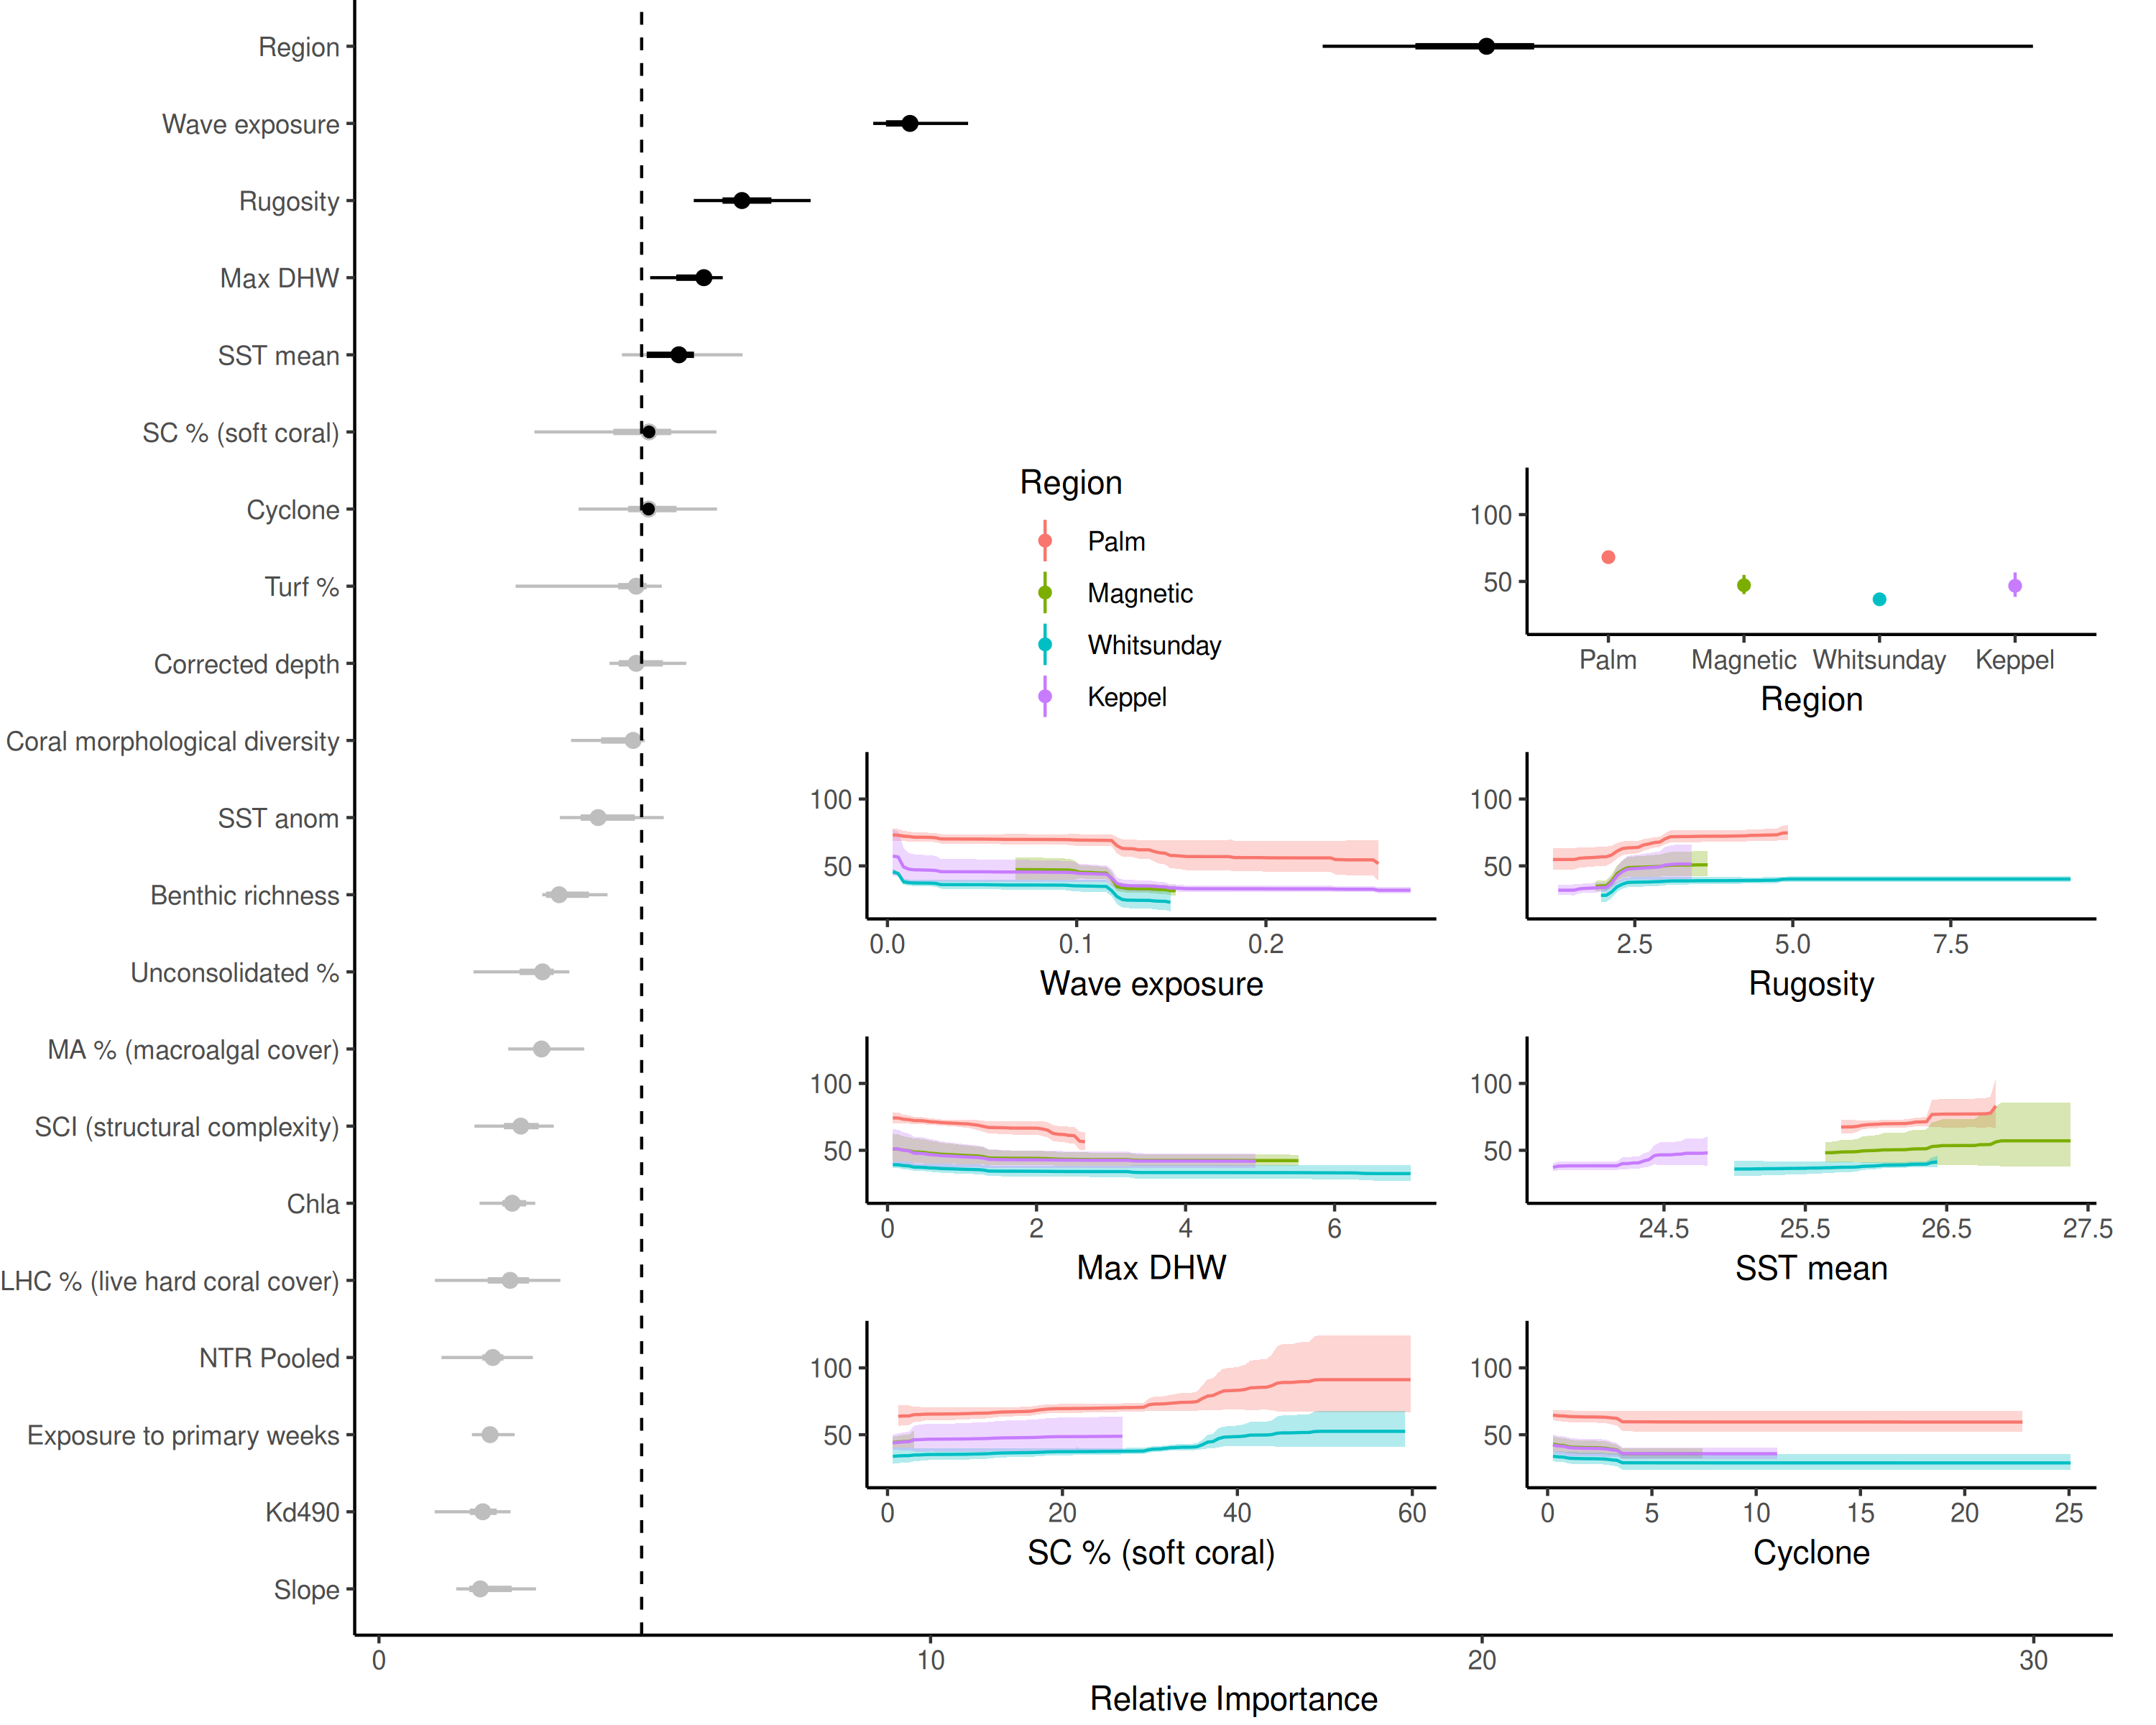 Region
Wave exposure
Rugosity
Max DHW
SST mean
SC % (soft coral)
Cyclone
Turf %
Corrected depth
Coral morphological diversity
SST anom
Benthic richness
Unconsolidated %
MA % (macroalgal cover)
SCI (structural complexity)
Chla
LHC % (live hard coral cover)
NTR Pooled
Exposure to primary weeks
Kd490
Slope
0 10 20 30
Relative Importance
Region
Palm
Magnetic
Whitsunday
Keppel
100
50
Palm Magnetic Whitsunday Keppel
Region
100
50
0.0 0.1 0.2
Wave exposure
100
50
2.5 5.0 7.5
Rugosity
100
50
0 2 4 6
Max DHW
100
50
24.5 25.5 26.5 27.5
SST mean
100
50
0 20 40 60
SC % (soft coral)
100
50
0 5 10 15 20 25
Cyclone